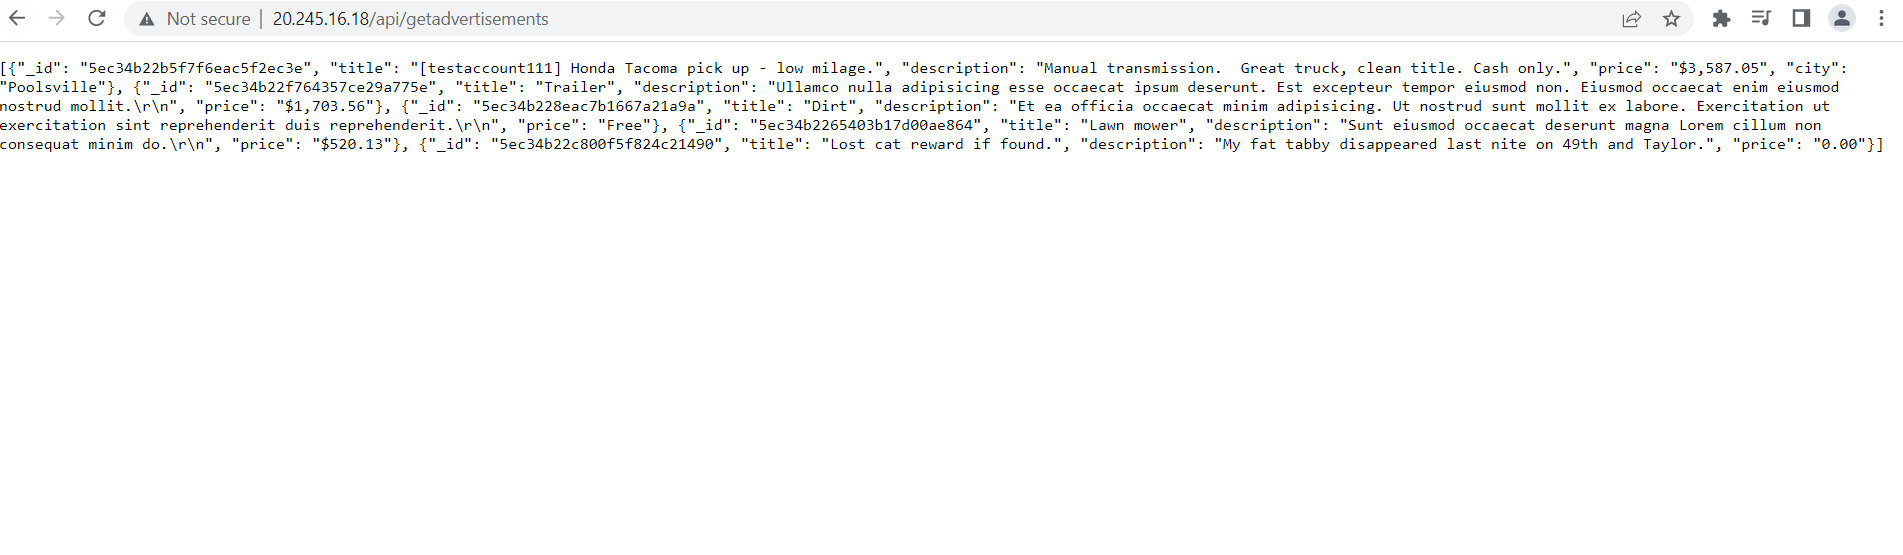 Not secure | 20.245.16.18/api/getadvertisements
[{"_id": "5ec34b22b5f7f6eac5f2ec3e", "title": "[testaccount111] Honda Tacoma pick up - low milage.", "description": "Manual transmission.  Great truck, clean title. Cash only.", "price": "$3,587.05", "city":
"Poolsville"}, {"_id": "5ec34b22f764357ce29a775e", "title": "Trailer", "description": "Ullamco nulla adipisicing esse occaecat ipsum deserunt. Est excepteur tempor eiusmod non. Eiusmod occaecat enim eiusmod
nostrud mollit.\r\n", "price": "$1,703.56"}, {"_id": "5ec34b228eac7b1667a21a9a", "title": "Dirt", "description": "Et ea officia occaecat minim adipisicing. Ut nostrud sunt mollit ex labore. Exercitation ut
exercitation sint reprehenderit duis reprehenderit.\r\n", "price": "Free"}, {"_id": "5ec34b2265403b17d00ae864", "title": "Lawn mower", "description": "Sunt eiusmod occaecat deserunt magna Lorem cillum non
consequat minim do.\r\n", "price": "$520.13"}, {"_id": "5ec34b22c800f5f824c21490", "title": "Lost cat reward if found.", "description": "My fat tabby disappeared last nite on 49th and Taylor.", "price": "0.00"}]